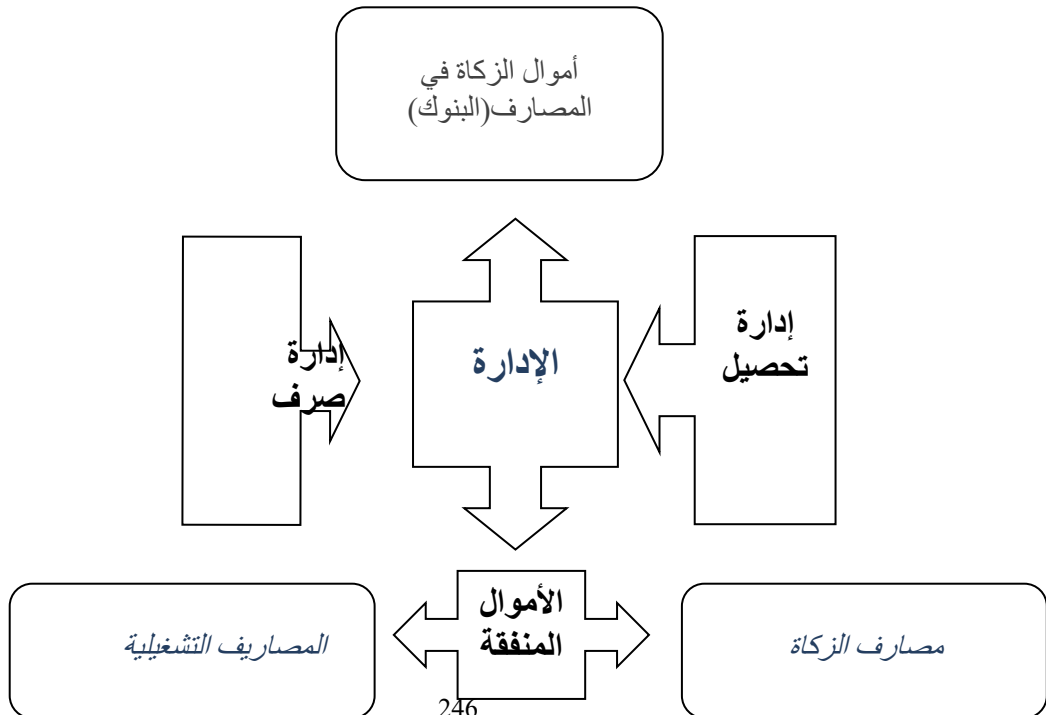 أموال الزكاة في
المصارف(البنوك)
إدارة
تحصيل
الإدارة
إدارة
صرف
الأموال
المنفقة
مصارف الزكاة
المصاريف التشغيلية
246